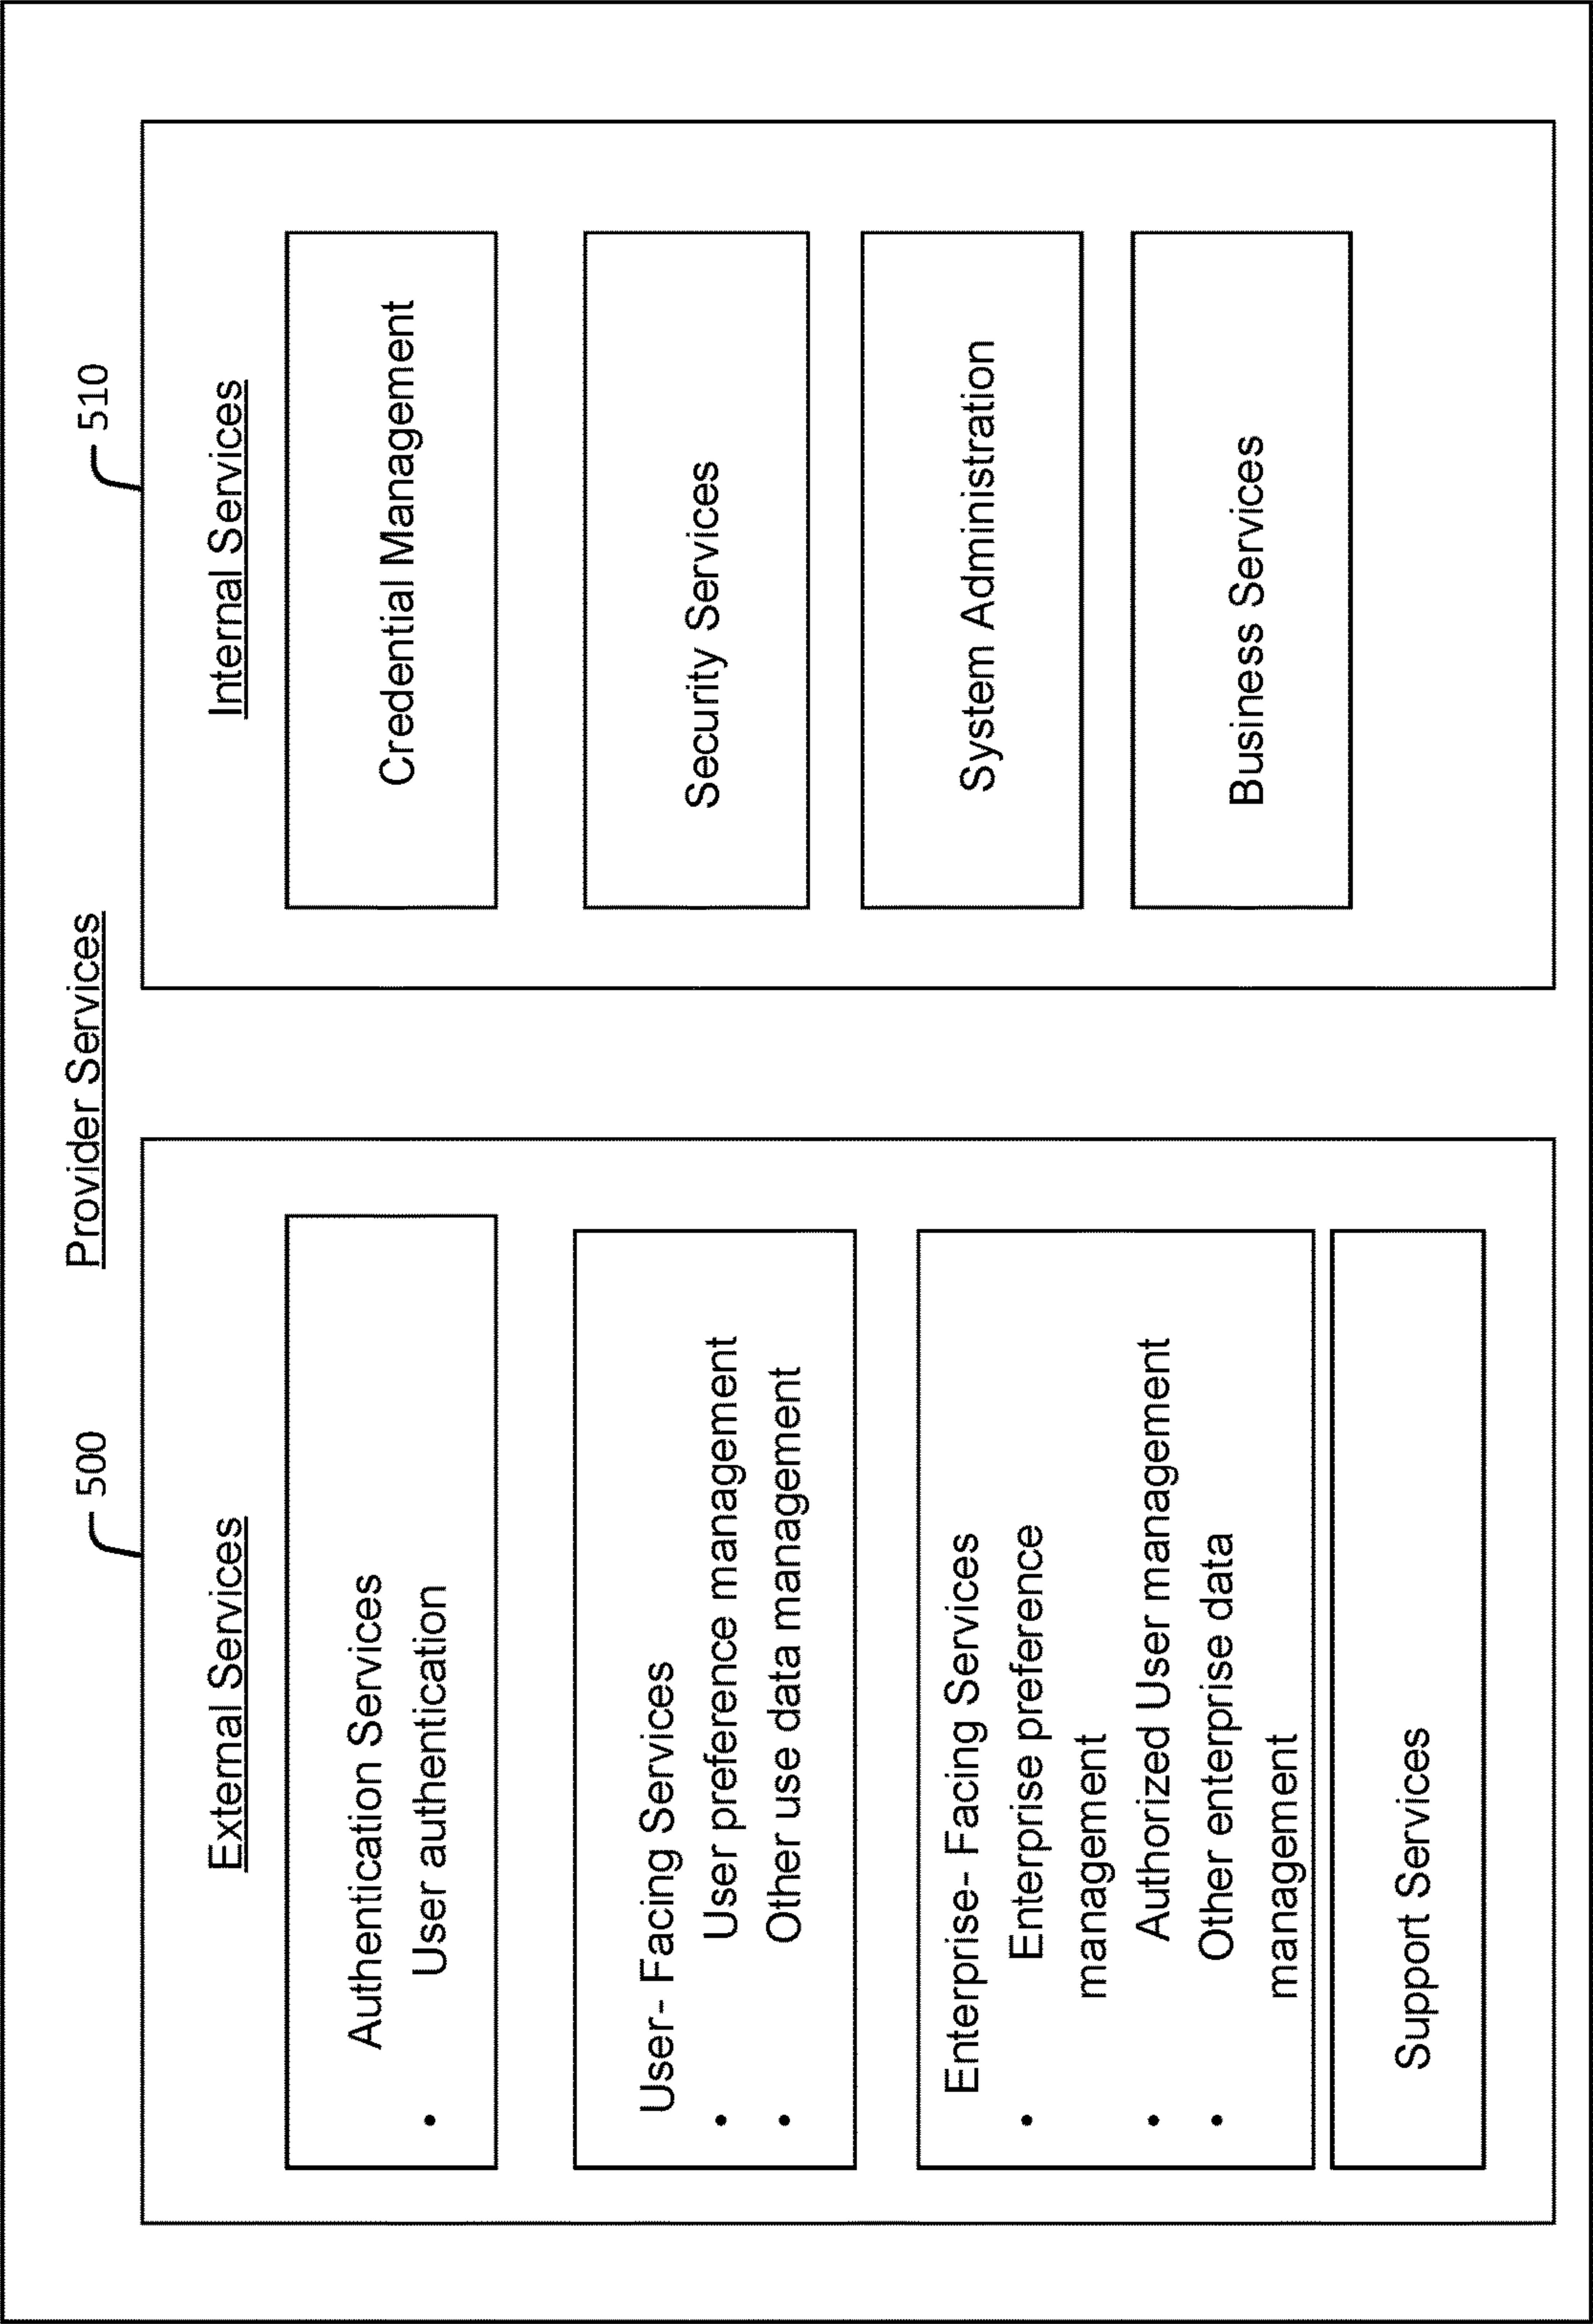 Provider Services
500
External Services
Authentication Services
• User authentication
User- Facing Services
• User preference management
• Other use data management
Enterprise- Facing Services
• Enterprise preference
management
• Authorized User management
• Other enterprise data
management
Support Services
510
Internal Services
Credential Management
Security Services
System Administration
Business Services